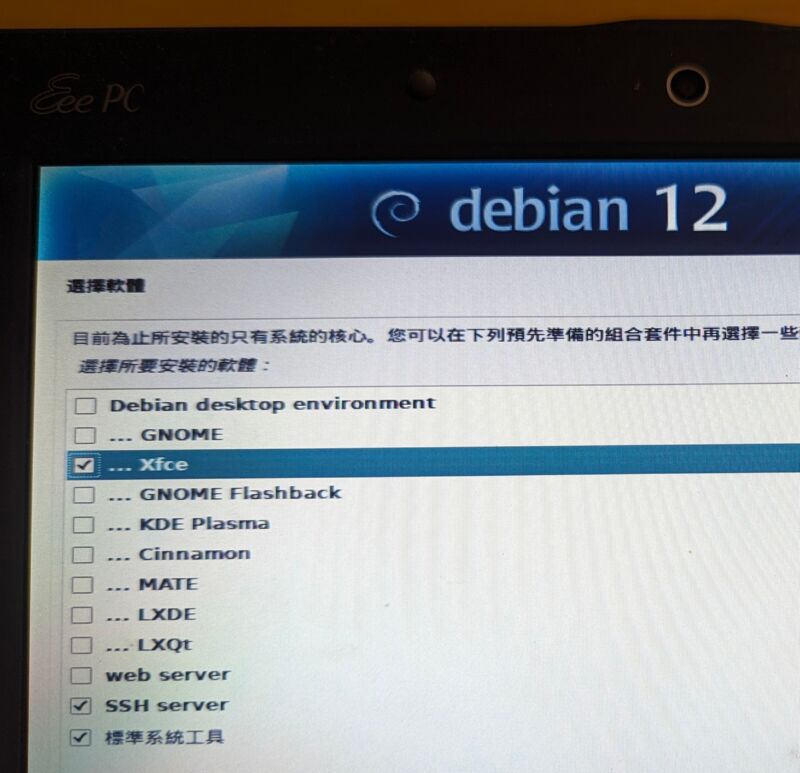 Eee PC
debian 12
選擇軟體
目前為止所安裝的只有系統的核心。您可以在下列預先準備的組合套件中再選擇一些
選擇所要安裝的軟體：
Debian desktop environment
... GNOME
... Xfce
... GNOME Flashback
... KDE Plasma
... Cinnamon
... MATE
... LXDE
... LXQt
web server
SSH server
標準系統工具